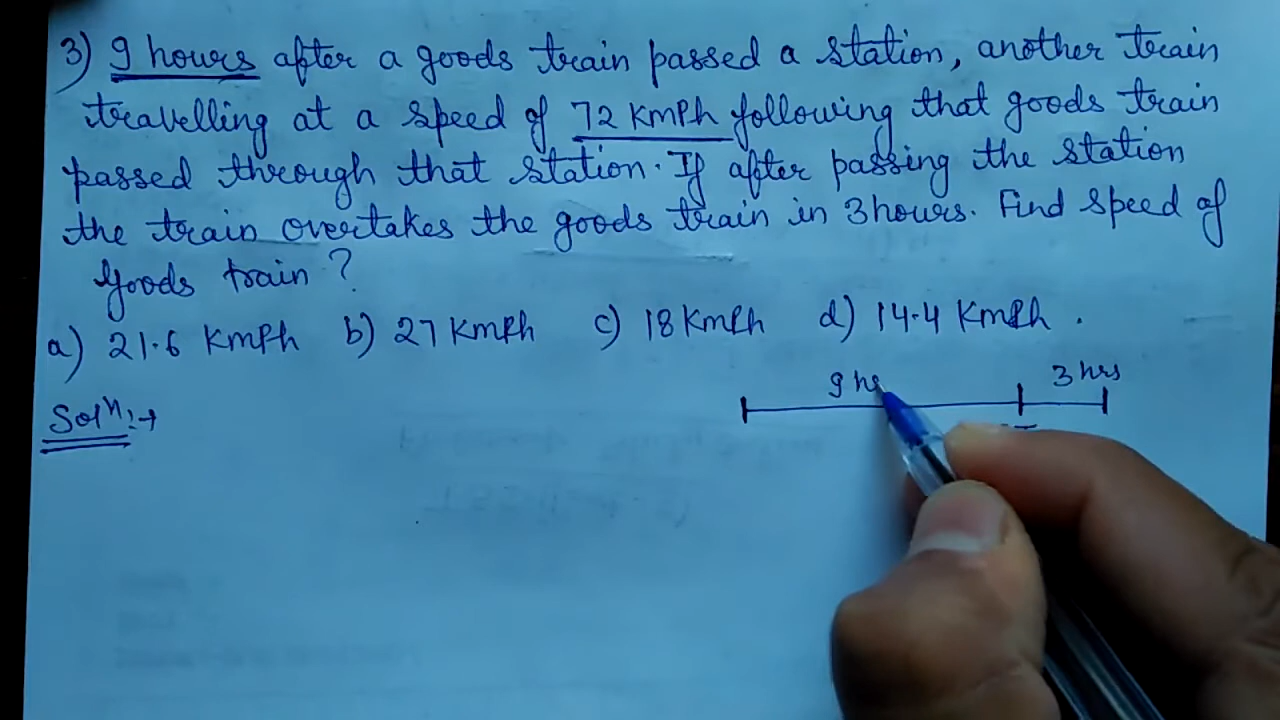 3) 9 hours after a goods train passed a station, another train
travelling at a speed of 72 KmPh following that goods train
passed through that station. If after passing the station
the train overtakes the goods train in 3 hours. Find speed of
goods train?
a) 21.6 KmPh b) 27 KmPh c) 18 KmPh d) 14.4 KmPh.
9 hs 3 hrs
Solⁿ:→